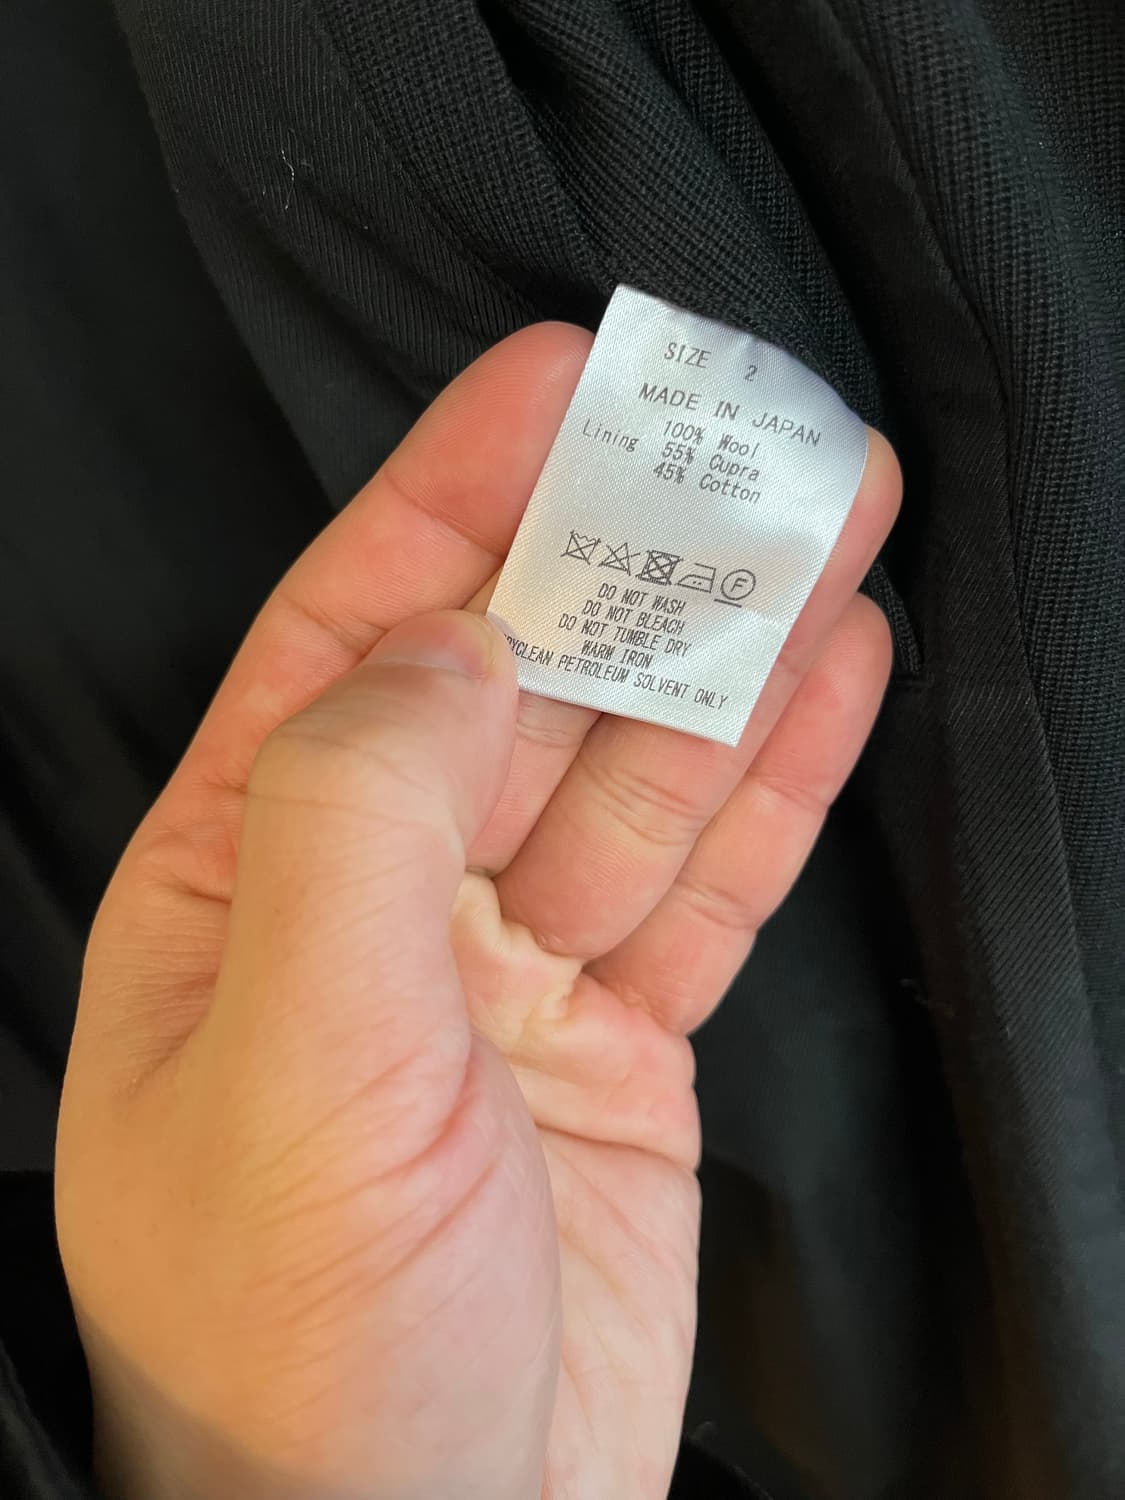 SIZE 2
MADE IN JAPAN
100% Wool
Lining 55% Cupra
45% Cotton
F
DO NOT WASH
DO NOT BLEACH
DO NOT TUMBLE DRY
WARM IRON
RYCLEAN PETROLEUM SOLVENT ONLY